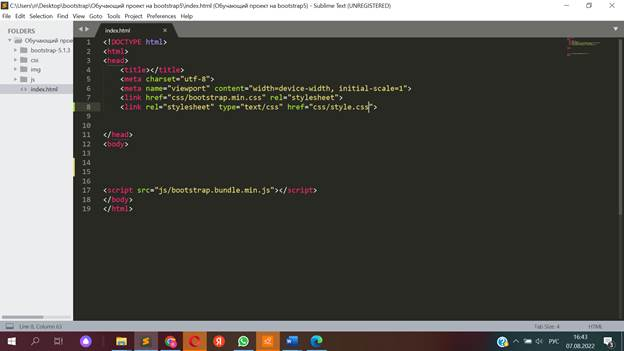 C:\Users\rr\Desktop\bootstrap\Обучающий проект на bootstrap5\index.html (Обучающий проект на bootstrap5) - Sublime Text (UNREGISTERED)
File Edit Selection Find View Goto Tools Project Preferences Help
FOLDERS
Обучающий прое
bootstrap-5.1.3
css
img
js
index.html
index.html
1 <!DOCTYPE html>
2 <html>
3 <head>
4 <title></title>
5 <meta charset="utf-8">
6 <meta name="viewport" content="width=device-width, initial-scale=1">
7 <link href="css/bootstrap.min.css" rel="stylesheet">
8 <link rel="stylesheet" type="text/css" href="css/style.css">
9
10
11 </head>
12 <body>
13
14
15
16
17 <script src="js/bootstrap.bundle.min.js"></script>
18 </body>
19 </html>
Line 8, Column 63
Tab Size: 4
HTML
РУС
16:43
07.08.2022